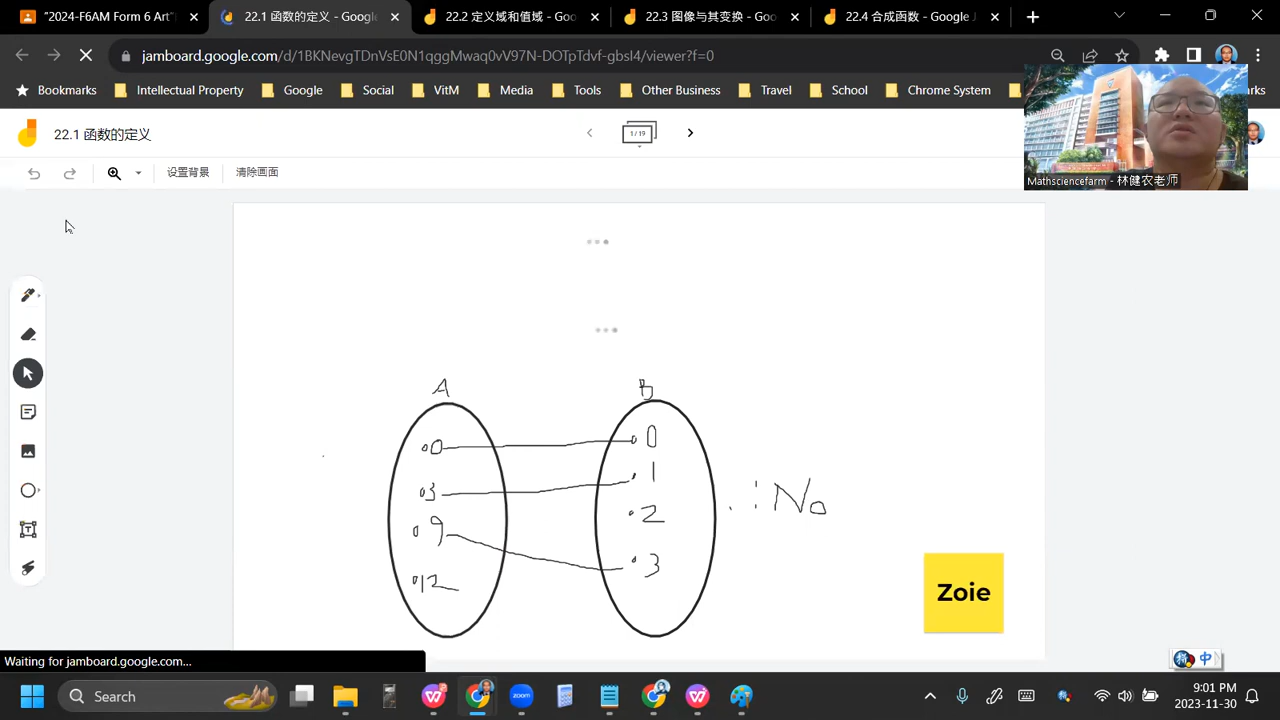 "2024-F6AM Form 6 Art"
22.1 函数的定义 - Google
22.2 定义域和值域 - Goo
22.3 图像与其变换 - Goo
22.4 合成函数 - Google J
jamboard.google.com/d/1BKNevgTDnVsE0N1qggMwaq0vV97N-DOTpTdvf-gbsI4/viewer?f=0
Bookmarks Intellectual Property Google Social VitM Media Tools Other Business Travel School Chrome System
22.1 函数的定义
1 / 19
设置背景 清除画面
Mathsciencefarm - 林健农老师
A B
0 0
3 1
9 2
12 3
∴ No
Zoie
Waiting for jamboard.google.com...
中
Search
zoom
9:01 PM
2023-11-30